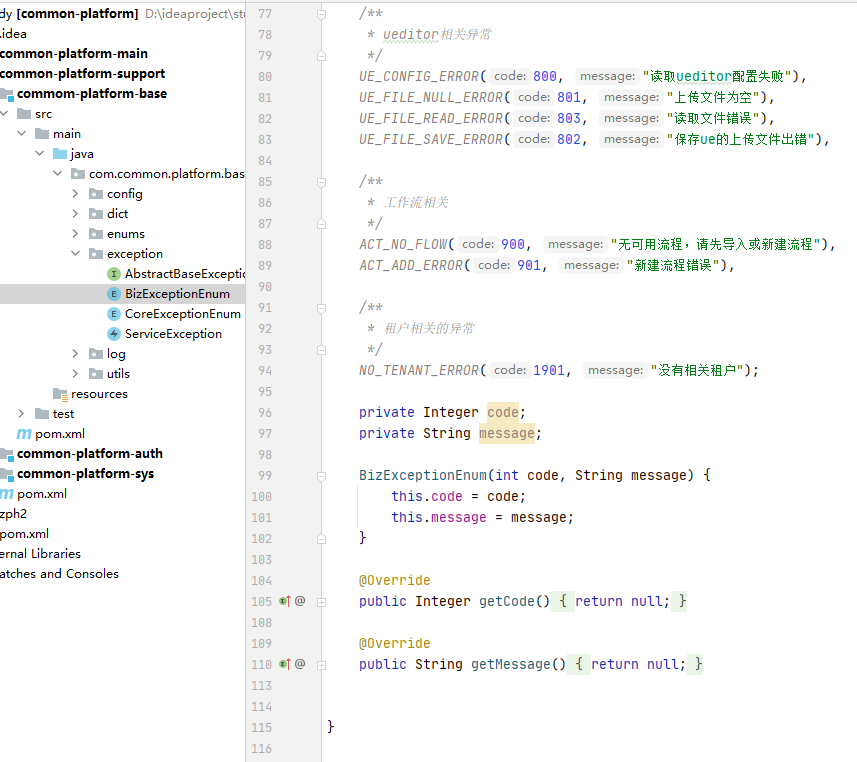 dy [common-platform] D:\ideaproject\stu
.idea
common-platform-main
common-platform-support
commom-platform-base
src
main
java
com.common.platform.bas
config
dict
enums
exception
AbstractBaseExceptio
BizExceptionEnum
CoreExceptionEnum
ServiceException
log
utils
resources
test
pom.xml
common-platform-auth
common-platform-sys
pom.xml
zph2
pom.xml
ernal Libraries
atches and Consoles
77 /**
78 * ueditor相关异常
79 */
80 UE_CONFIG_ERROR( code: 800, message: "读取ueditor配置失败"),
81 UE_FILE_NULL_ERROR( code: 801, message: "上传文件为空"),
82 UE_FILE_READ_ERROR( code: 803, message: "读取文件错误"),
83 UE_FILE_SAVE_ERROR( code: 802, message: "保存ue的上传文件出错"),
84
85 /**
86 * 工作流相关
87 */
88 ACT_NO_FLOW( code: 900, message: "无可用流程，请先导入或新建流程"),
89 ACT_ADD_ERROR( code: 901, message: "新建流程错误"),
90
91 /**
92 * 租户相关的异常
93 */
94 NO_TENANT_ERROR( code: 1901, message: "没有相关租户");
95
96 private Integer code;
97 private String message;
98
99 BizExceptionEnum(int code, String message) {
100 this.code = code;
101 this.message = message;
102 }
103
104 @Override
105 public Integer getCode() { return null; }
108
109 @Override
110 public String getMessage() { return null; }
113
114
115 }
116